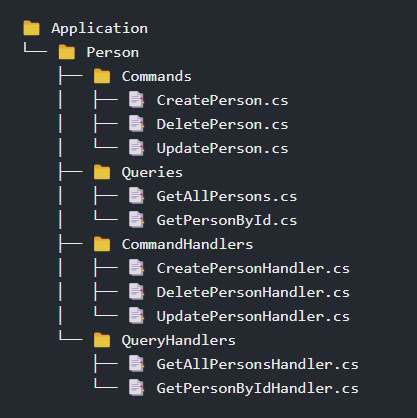 Application
Person
Commands
CreatePerson.cs
DeletePerson.cs
UpdatePerson.cs
Queries
GetAllPersons.cs
GetPersonById.cs
CommandHandlers
CreatePersonHandler.cs
DeletePersonHandler.cs
UpdatePersonHandler.cs
QueryHandlers
GetAllPersonsHandler.cs
GetPersonByIdHandler.cs